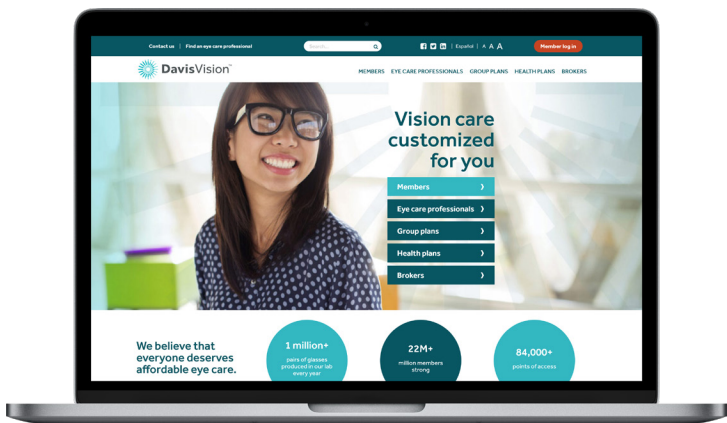 Contact us | Find an eye care professional
Search...
| Español | A A A
Member log in
DavisVision™
MEMBERS EYE CARE PROFESSIONALS GROUP PLANS HEALTH PLANS BROKERS
Vision care
customized
for you
Members
Eye care professionals
Group plans
Health plans
Brokers
We believe that
everyone deserves
affordable eye care.
1 million+
pairs of glasses
produced in our lab
every year
22M+
million members
strong
84,000+
points of access